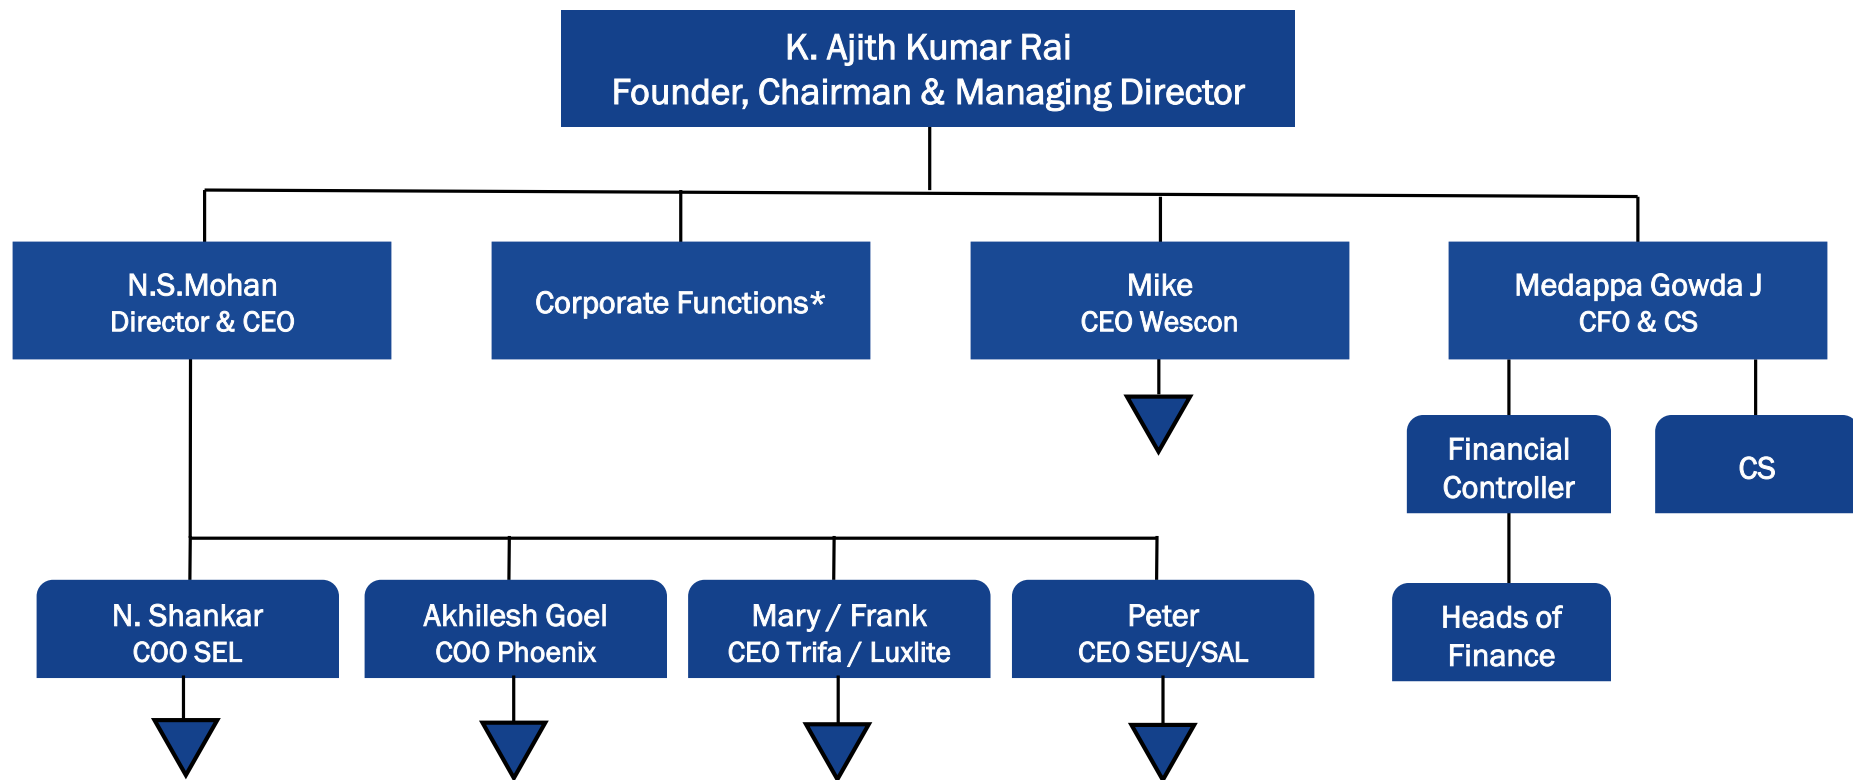 K. Ajith Kumar Rai
Founder, Chairman & Managing Director
N.S.Mohan
Director & CEO
Corporate Functions*
Mike
CEO Wescon
Medappa Gowda J
CFO & CS
Financial
Controller
CS
N. Shankar
COO SEL
Akhilesh Goel
COO Phoenix
Mary / Frank
CEO Trifa / Luxlite
Peter
CEO SEU/SAL
Heads of
Finance